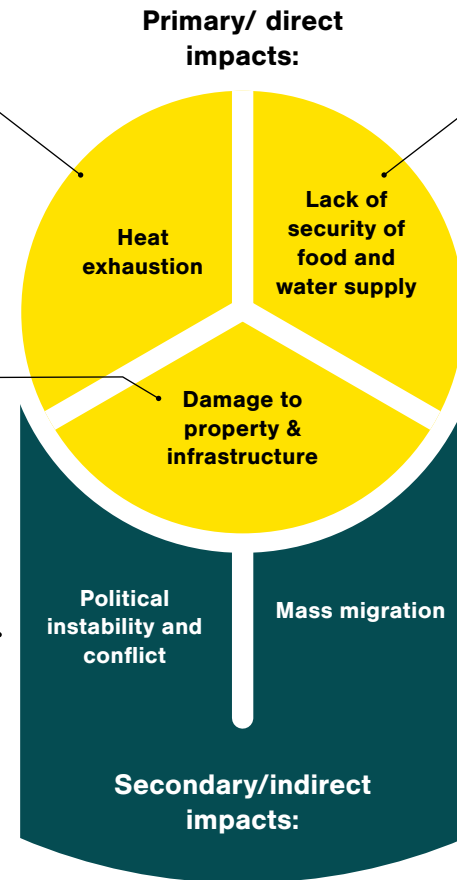 Primary/ direct
impacts:
Heat
exhaustion
Lack of
security of
food and
water supply
Damage to
property &
infrastructure
Political
instability and
conflict
Mass migration
Secondary/indirect
impacts: